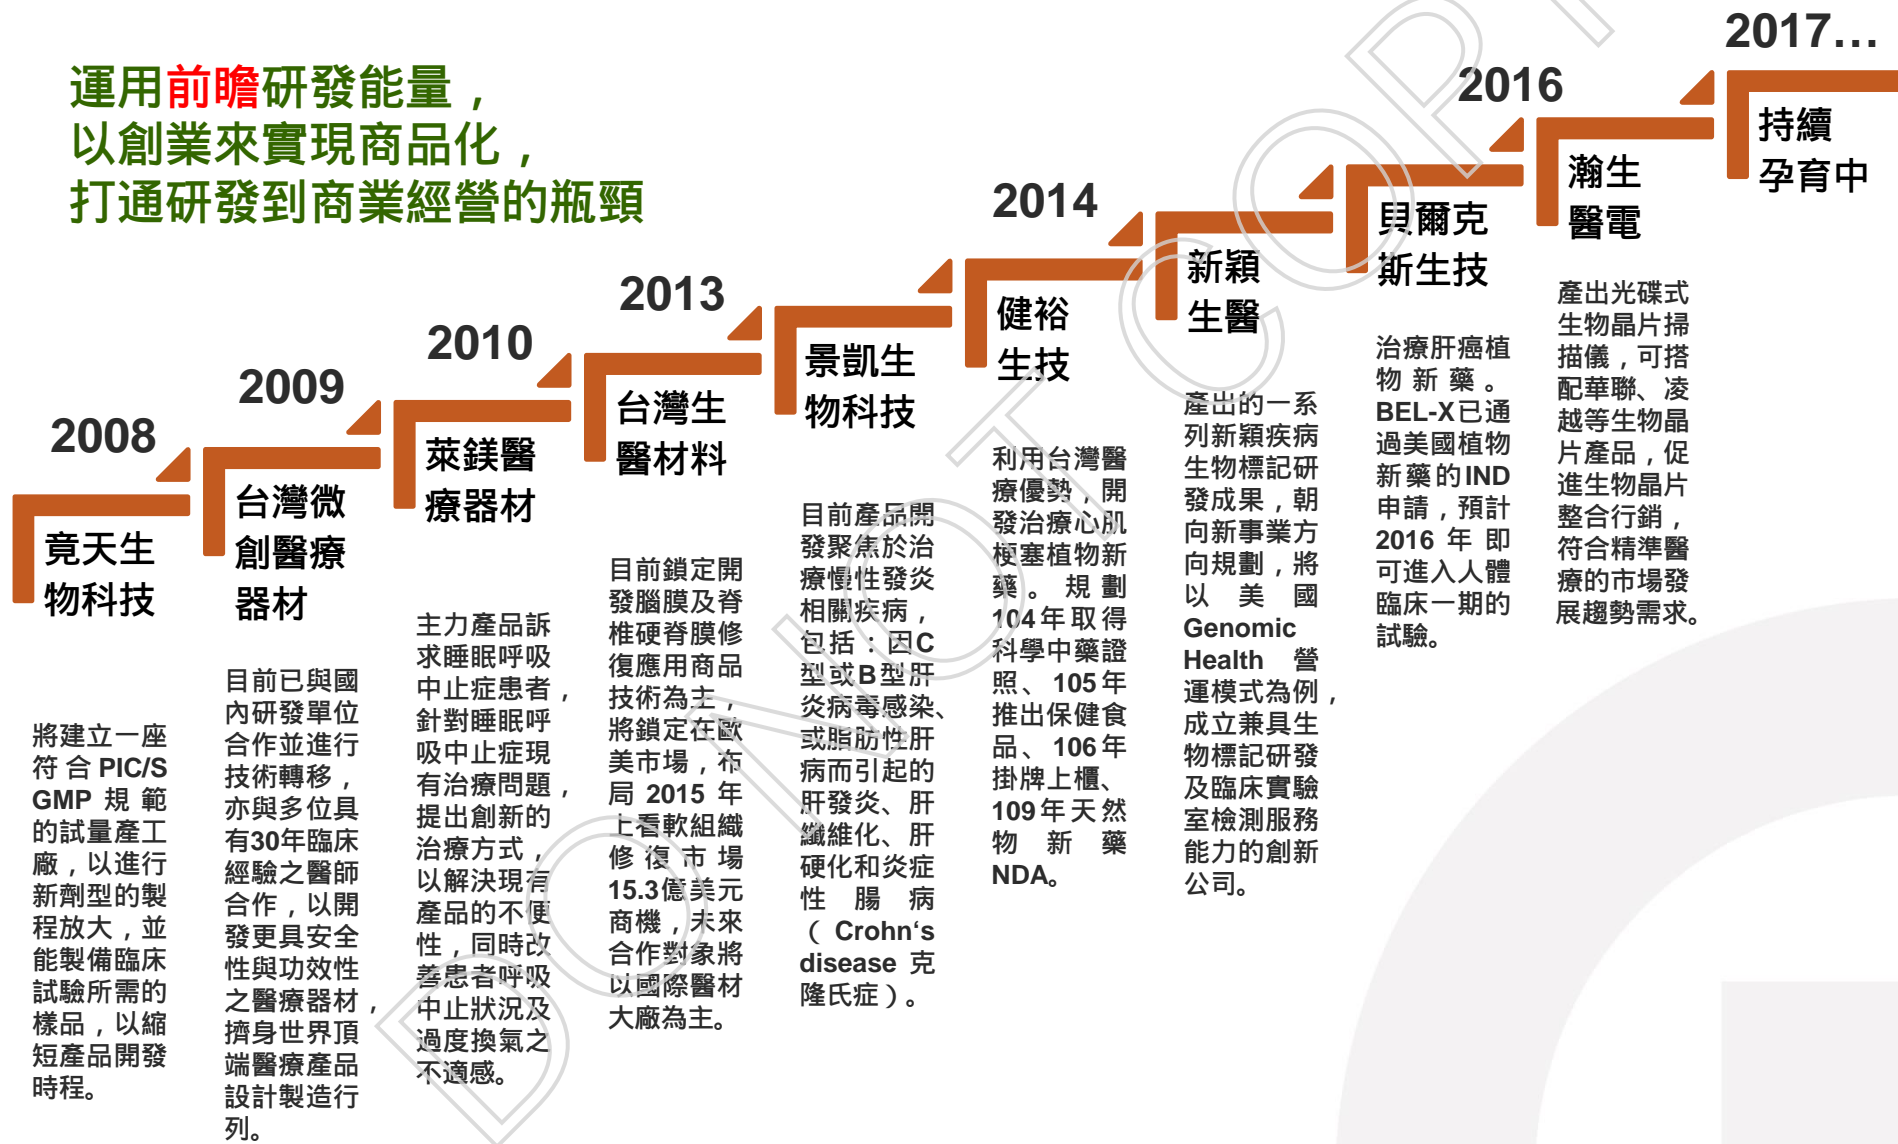 運用前瞻研發能量，
以創業來實現商品化，
打通研發到商業經營的瓶頸
2008
竟天生
物科技
將建立一座
符合PIC/S
GMP規範
的試量產工
廠，以進行
新劑型的製
程放大，並
能製備臨床
試驗所需的
樣品，以縮
短產品開發
時程。
2009
台灣微
創醫療
器材
目前已與國
內研發單位
合作並進行
技術轉移，
亦與多位具
有30年臨床
經驗之醫師
合作，以開
發更具安全
性與功效性
之醫療器材，
擠身世界頂
端醫療產品
設計製造行
列。
2010
萊鎂醫
療器材
主力產品訴
求睡眠呼吸
中止症患者，
針對睡眠呼
吸中止症現
有治療問題，
提出創新的
治療方式，
以解決現有
產品的不便
性，同時改
善患者呼吸
中止狀況及
過度換氣之
不適感。
2013
台灣生
醫材料
目前鎖定開
發腦膜及脊
椎硬脊膜修
復應用商品
技術為主，
將鎖定在歐
美市場，布
局2015年
上看軟組織
修復市場
15.3億美元
商機，未來
合作對象將
以國際醫材
大廠為主。
景凱生
物科技
目前產品開
發聚焦於治
療慢性發炎
相關疾病，
包括：因C
型或B型肝
炎病毒感染、
或脂肪性肝
病而引起的
肝發炎、肝
纖維化、肝
硬化和炎症
性腸病
（Crohn‘s
disease 克
隆氏症）。
2014
健裕
生技
利用台灣醫
療優勢，開
發治療心肌
梗塞植物新
藥。規劃
104年取得
科學中藥證
照、105年
推出保健食
品、106年
掛牌上櫃、
109年天然
物新藥
NDA。
新穎
生醫
產出的一系
列新穎疾病
生物標記研
發成果，朝
向新事業方
向規劃，將
以美國
Genomic
Health 營
運模式為例，
成立兼具生
物標記研發
及臨床實驗
室檢測服務
能力的創新
公司。
2016
貝爾克
斯生技
治療肝癌植
物新藥。
BEL-X已通
過美國植物
新藥的IND
申請，預計
2016年即
可進入人體
臨床一期的
試驗。
瀚生
醫電
產出光碟式
生物晶片掃
描儀，可搭
配華聯、凌
越等生物晶
片產品，促
進生物晶片
整合行銷，
符合精準醫
療的市場發
展趨勢需求。
2017…
持續
孕育中
DO NOT COPY